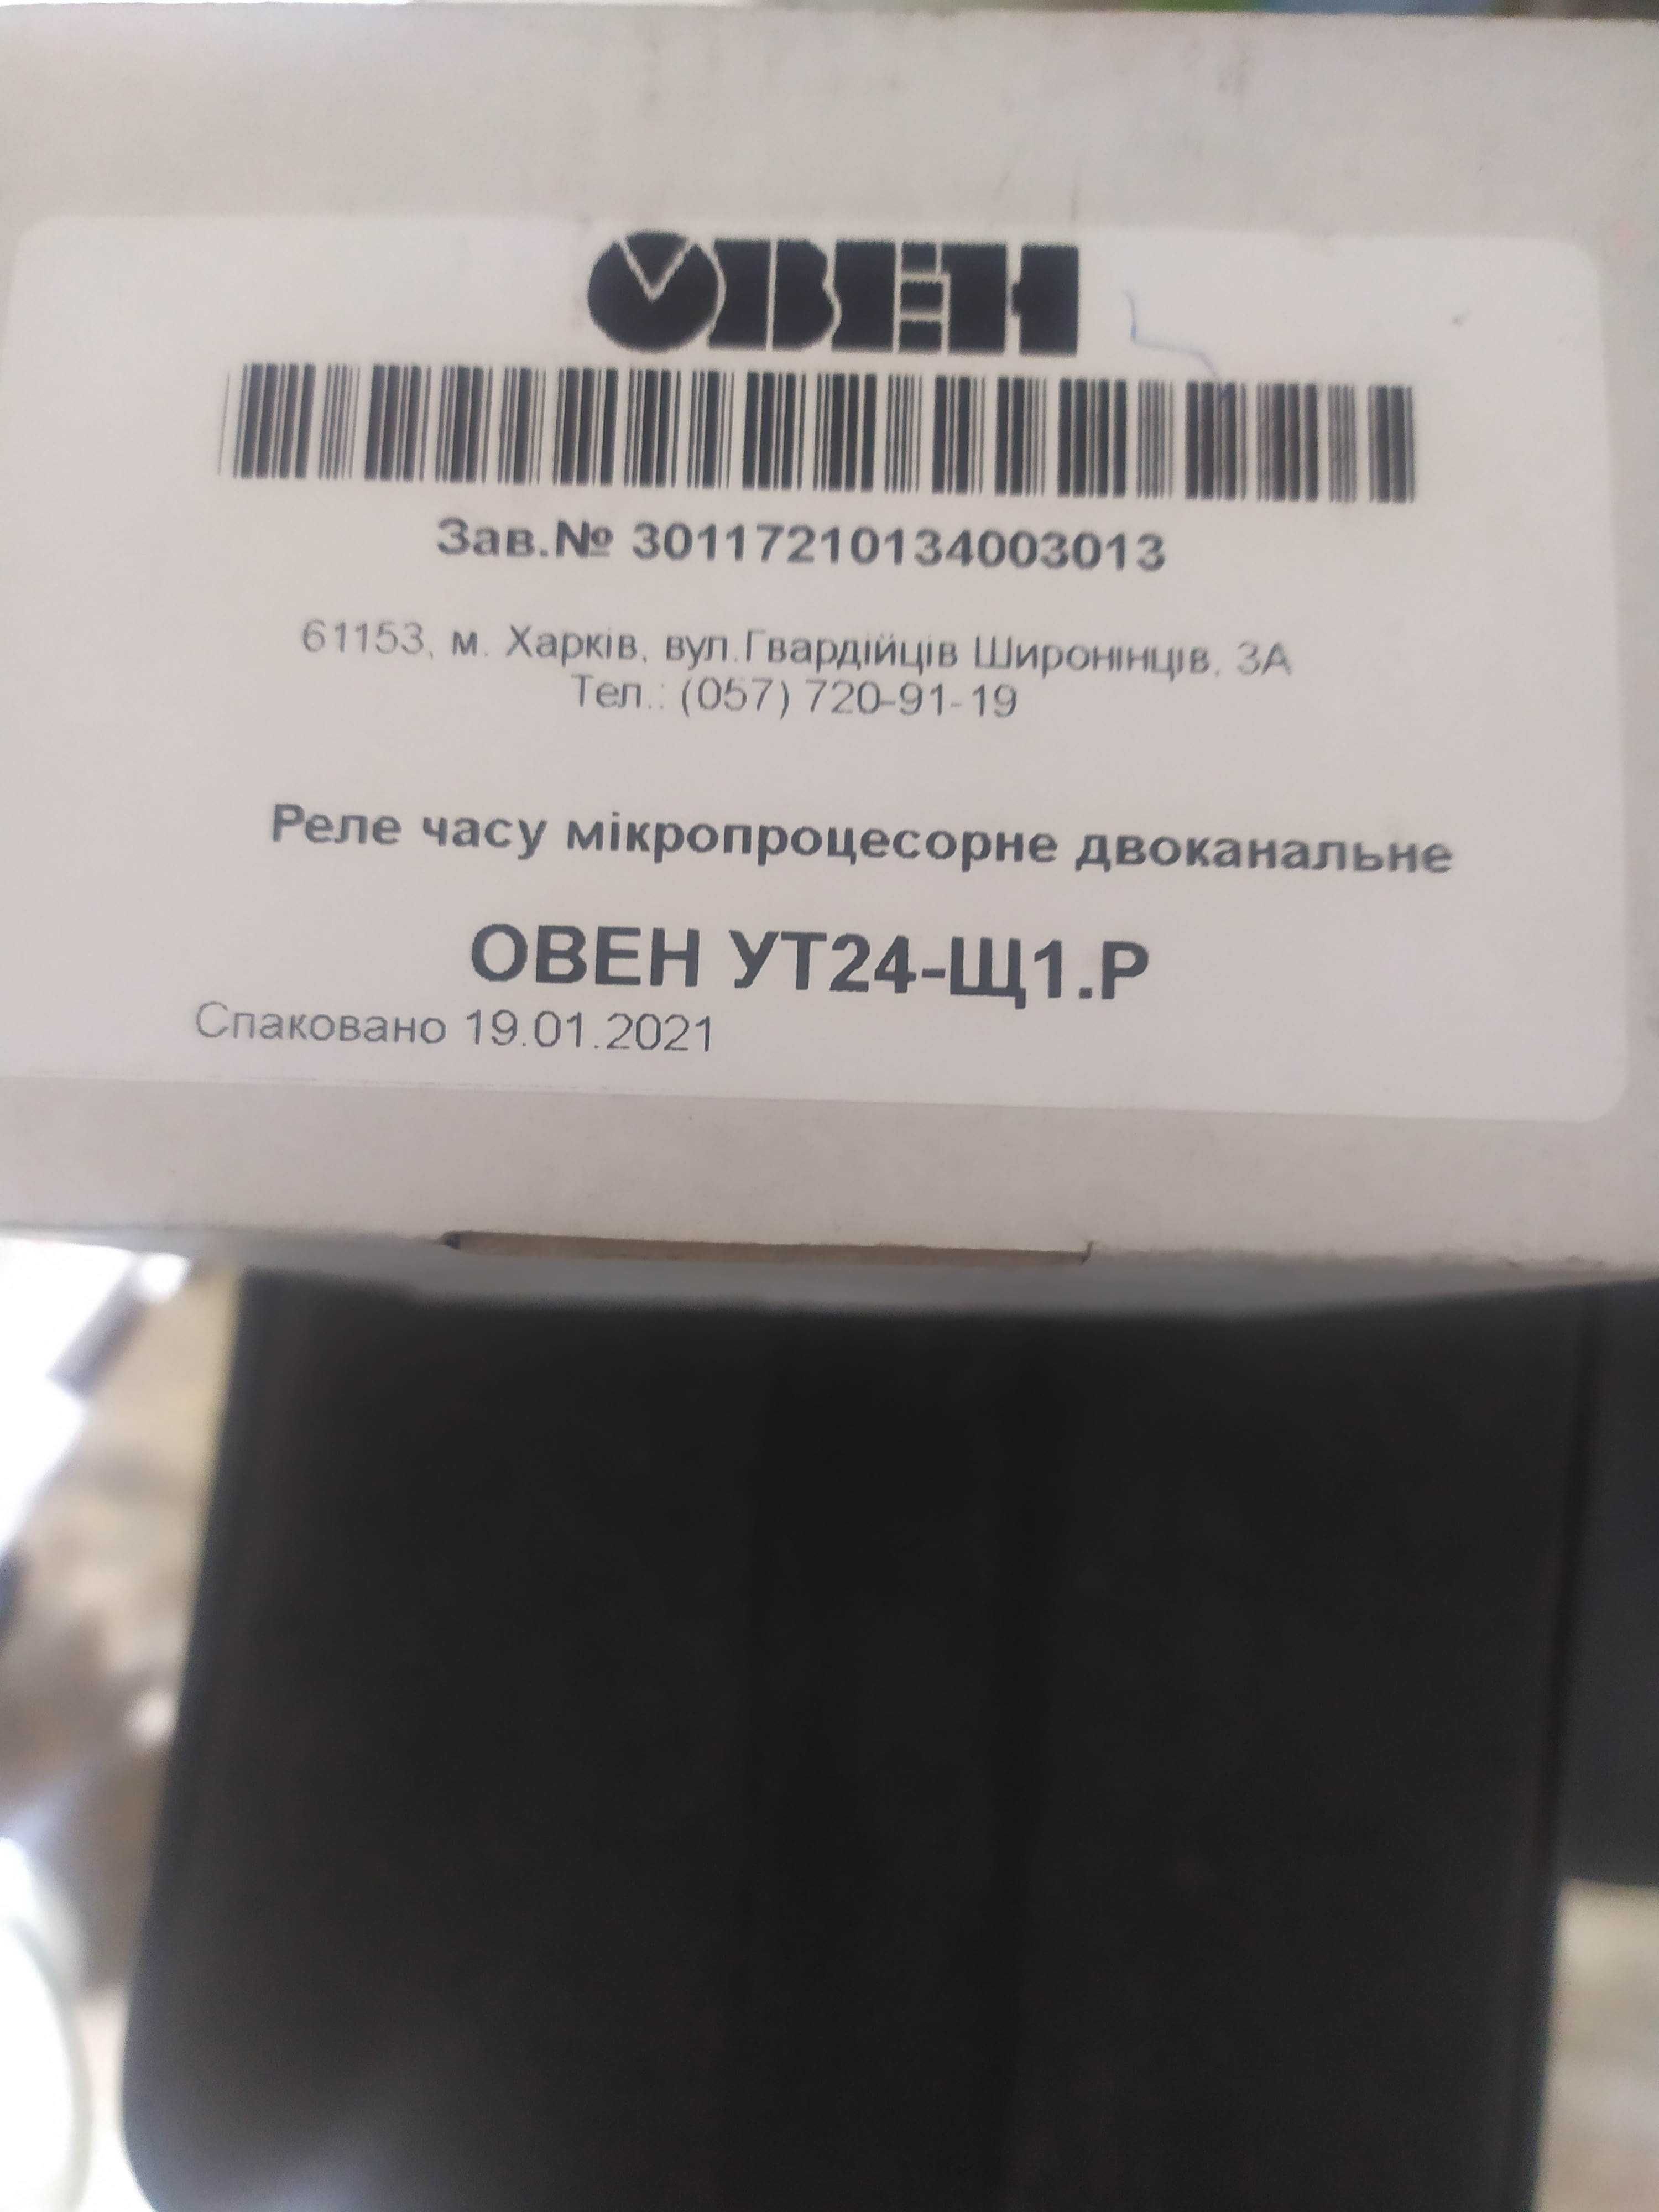 ОВЕН
Зав.№ 30117210134003013
61153, м. Харків, вул.Гвардійців Широнінців, 3А
Тел.: (057) 720-91-19
Реле часу мікропроцесорне двоканальне
ОВЕН УТ24-Щ1.Р
Спаковано 19.01.2021